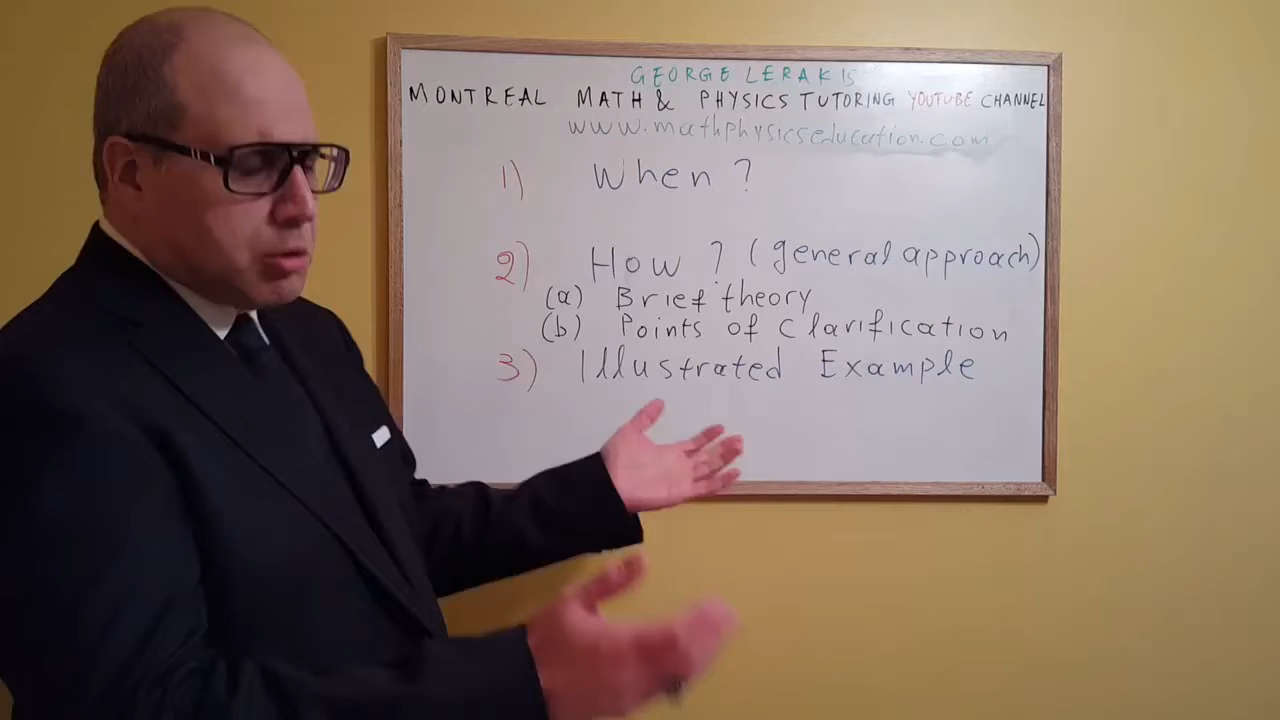 GEORGE LERAKIS
MONTREAL MATH & PHYSICS TUTORING YOUTUBE CHANNEL
www.mathphysicseducation.com
1) When ?
2) How ? (general approach)
(a) Brief theory
(b) Points of Clarification
3) Illustrated Example